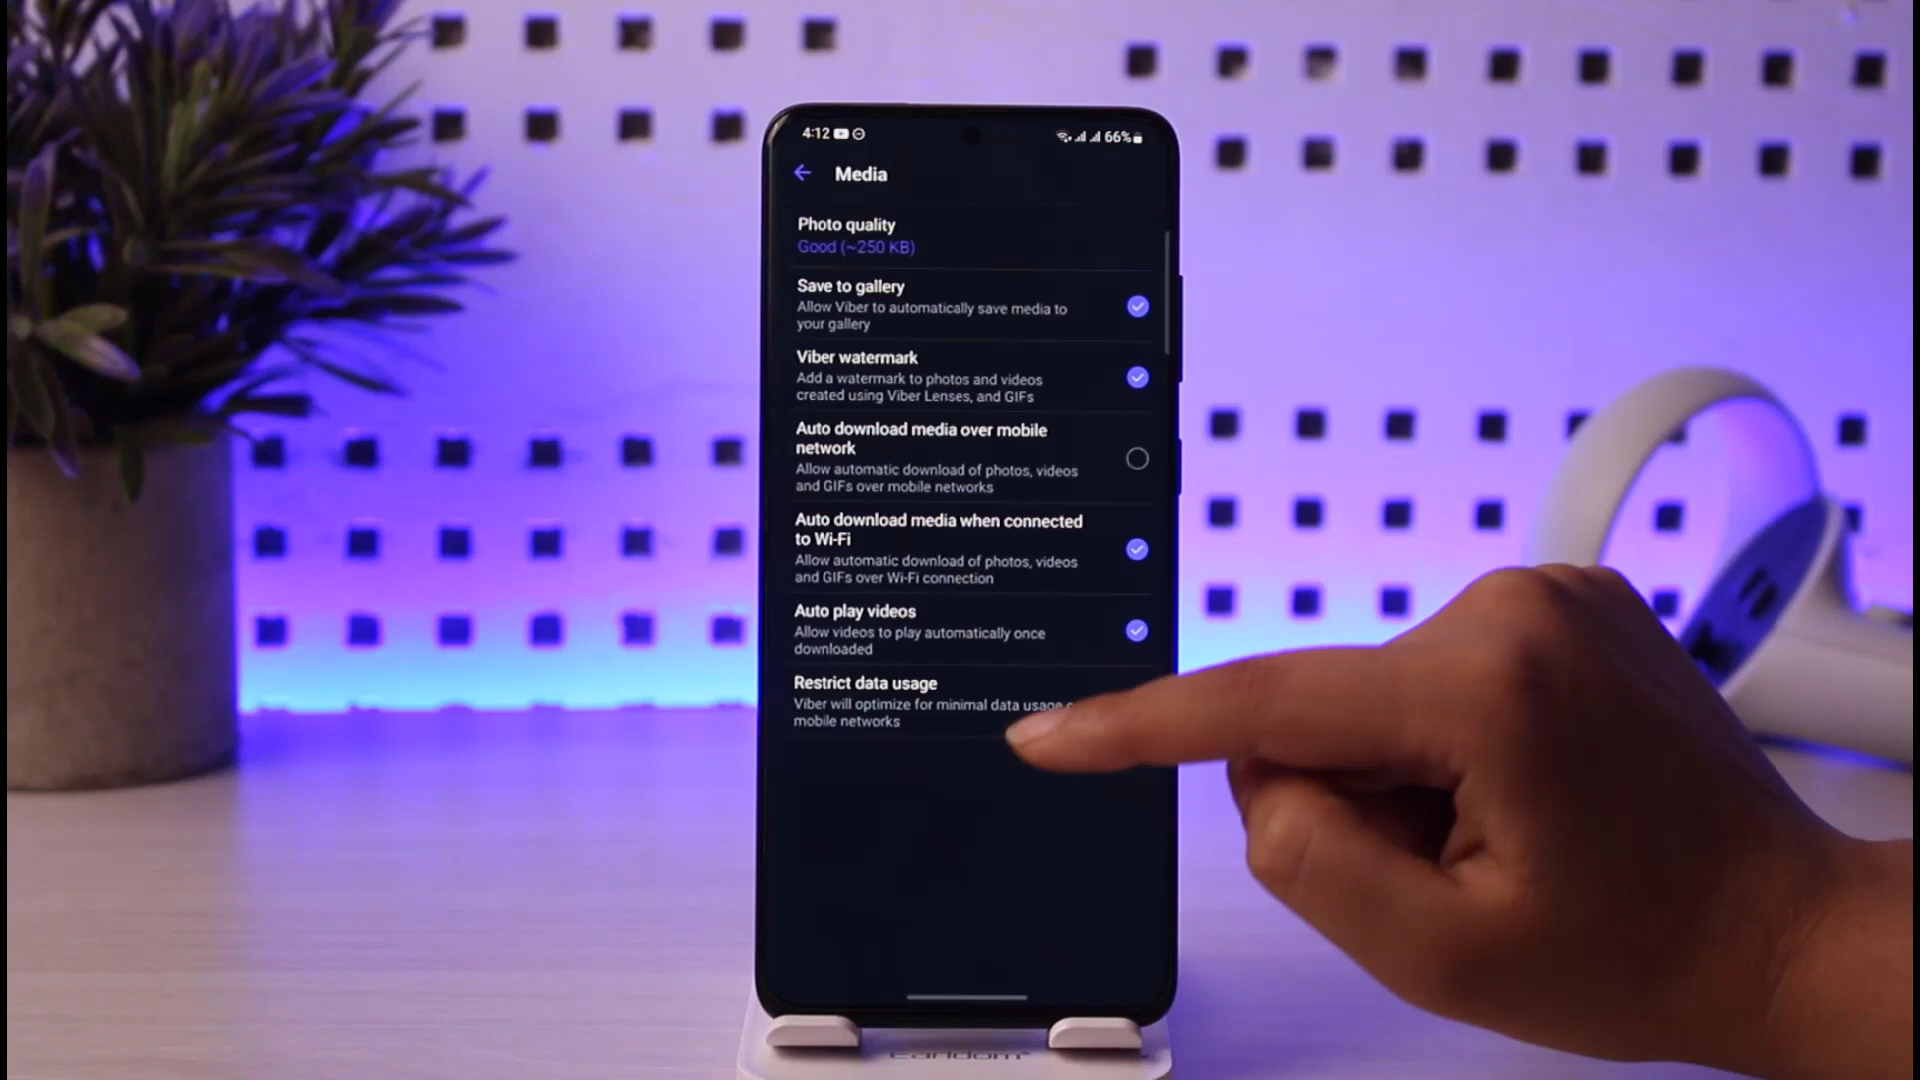 4:12
66%
Media
Photo quality
Good (~250 KB)
Save to gallery
Allow Viber to automatically save media to
your gallery
Viber watermark
Add a watermark to photos and videos
created using Viber Lenses, and GIFs
Auto download media over mobile
network
Allow automatic download of photos, videos
and GIFs over mobile networks
Auto download media when connected
to Wi-Fi
Allow automatic download of photos, videos
and GIFs over Wi-Fi connection
Auto play videos
Allow videos to play automatically once
downloaded
Restrict data usage
Viber will optimize for minimal data usage
mobile networks
earldom